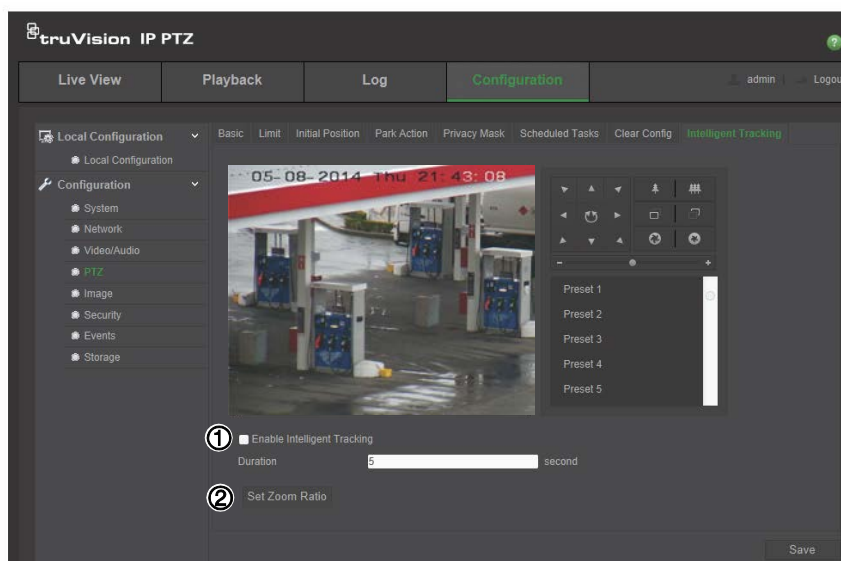 truVision IP PTZ
?
Live View Playback Log Configuration admin Logou
Local Configuration Basic Limit Initial Position Park Action Privacy Mask Scheduled Tasks Clear Config Intelligent Tracking
Local Configuration
Configuration
System
Network
Video/Audio
PTZ
Image
Security
Events
Storage
05-08-2014 Thu 21:43:08
- +
Preset 1
Preset 2
Preset 3
Preset 4
Preset 5
1 Enable Intelligent Tracking
Duration 5 second
2 Set Zoom Ratio
Save